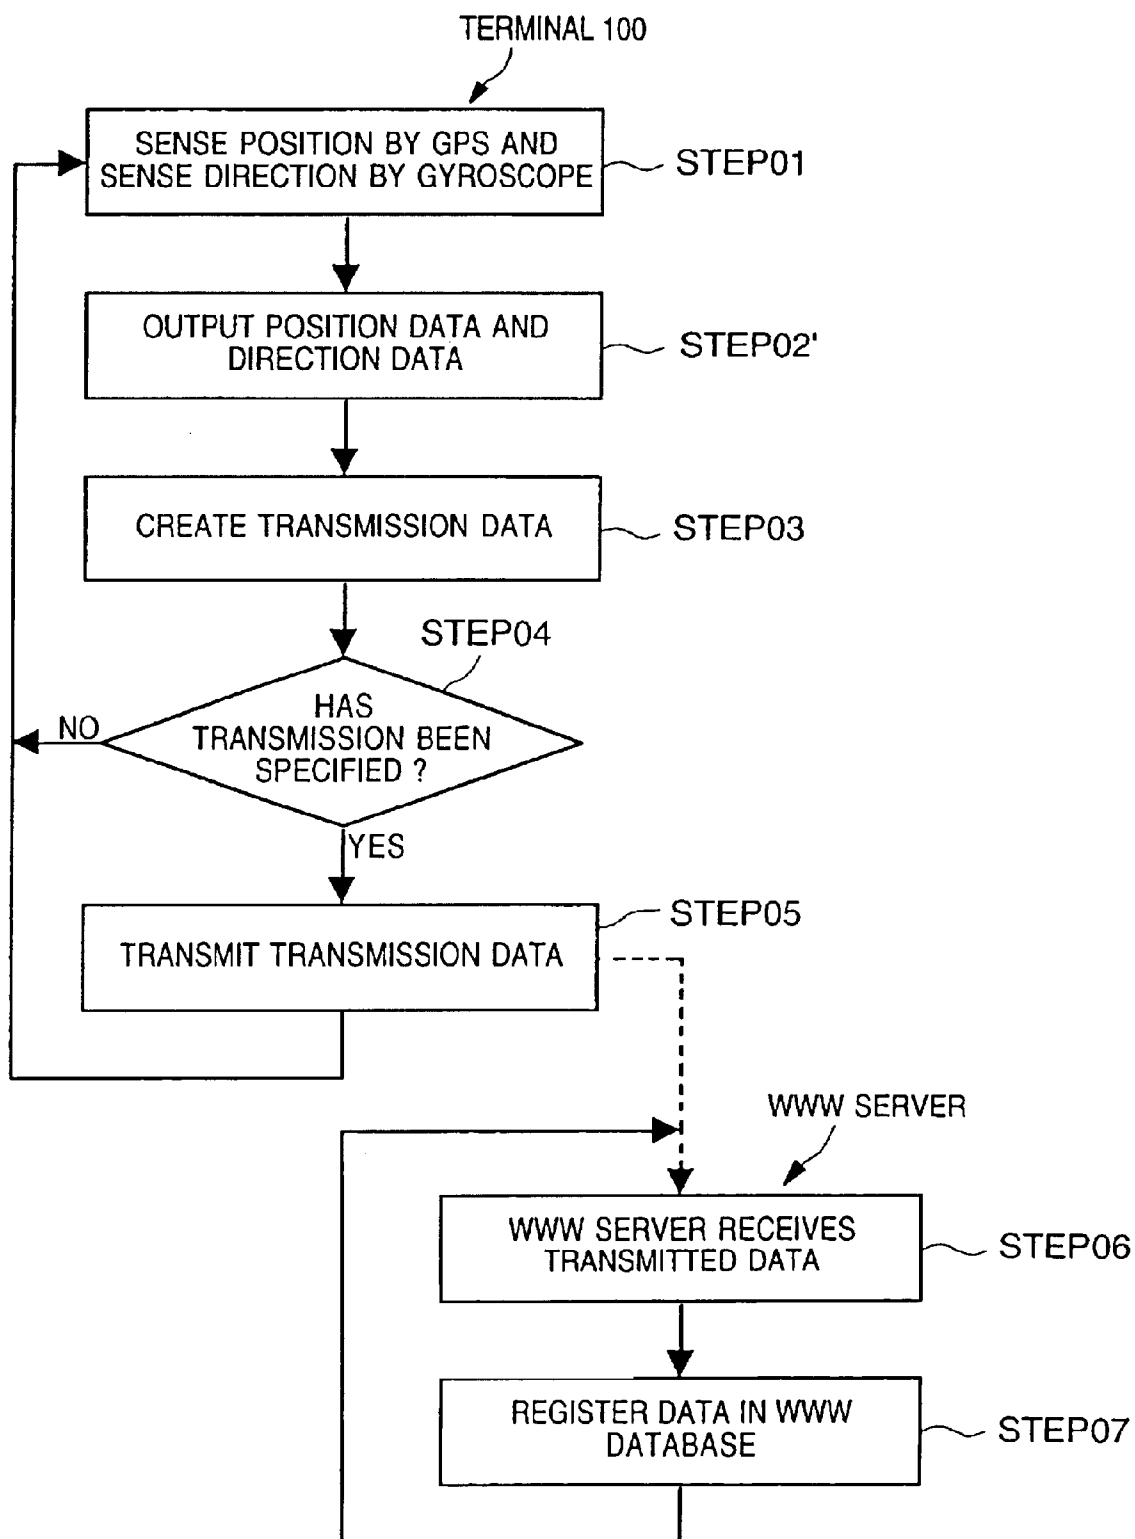 TERMINAL 100
SENSE POSITION BY GPS AND
SENSE DIRECTION BY GYROSCOPE
STEP01
OUTPUT POSITION DATA AND
DIRECTION DATA
STEP02'
CREATE TRANSMISSION DATA
STEP03
STEP04
HAS
TRANSMISSION BEEN
SPECIFIED ?
NO
YES
STEP05
TRANSMIT TRANSMISSION DATA
WWW SERVER
WWW SERVER RECEIVES
TRANSMITTED DATA
STEP06
REGISTER DATA IN WWW
DATABASE
STEP07